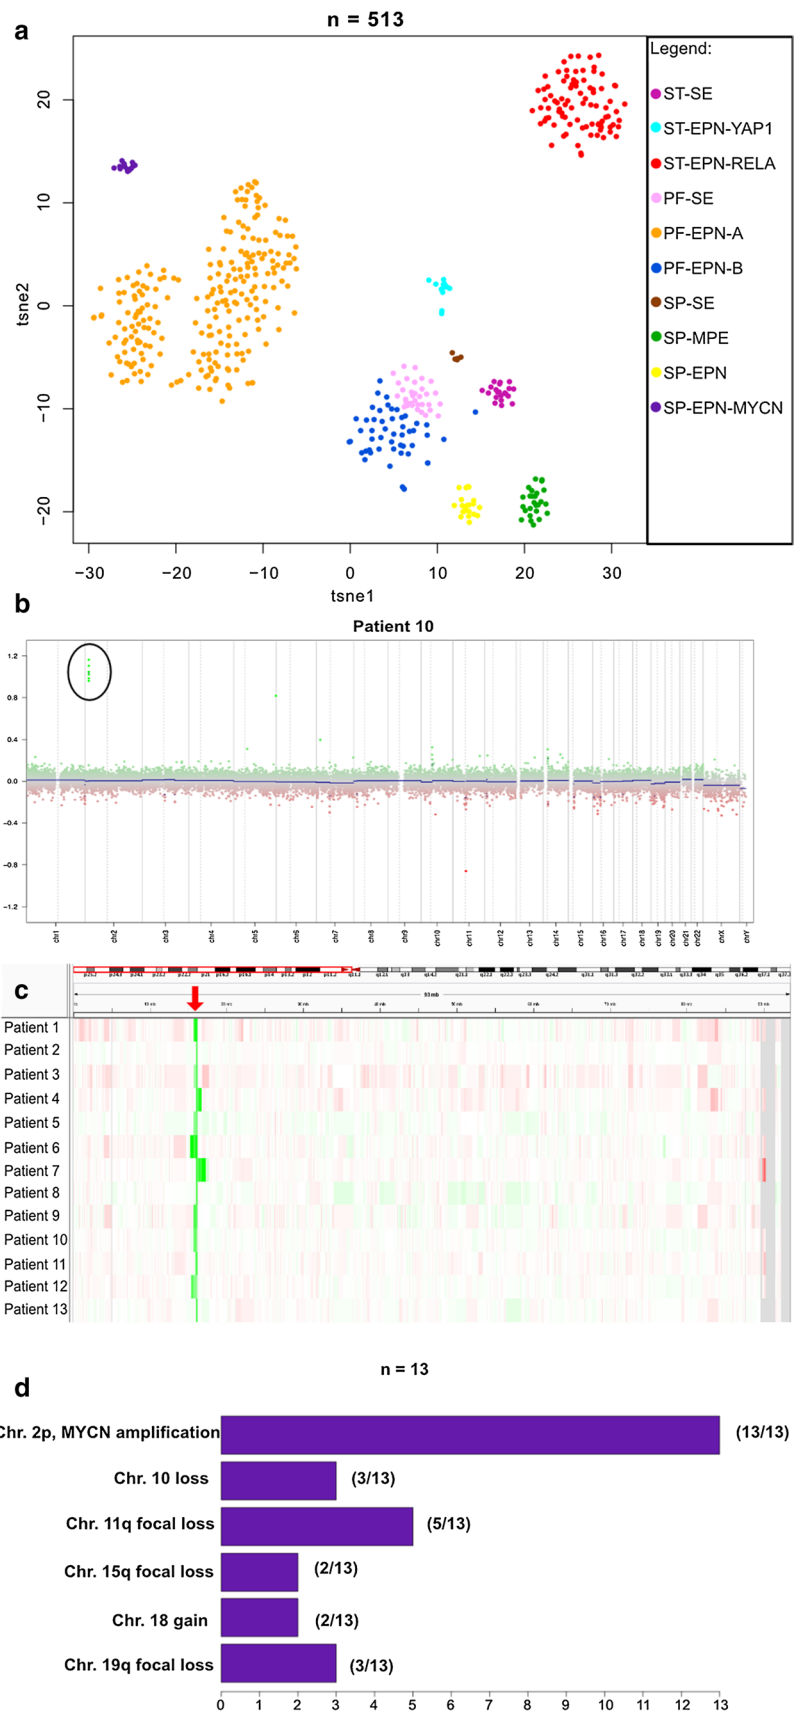 a
n = 513
Legend:
ST-SE
ST-EPN-YAP1
ST-EPN-RELA
PF-SE
PF-EPN-A
PF-EPN-B
SP-SE
SP-MPE
SP-EPN
SP-EPN-MYCN
tsne2
20
10
0
−10
−20
−30 −20 −10 0 10 20 30
tsne1
b
Patient 10
1.2
0.8
0.4
0.0
−0.4
−0.8
−1.2
chr1 chr2 chr3 chr4 chr5 chr6 chr7 chr8 chr9 chr10 chr11 chr12 chr13 chr14 chr15 chr16 chr17 chr18 chr19 chr20 chr21 chr22 chrX chrY
c
93 mb
Patient 1
Patient 2
Patient 3
Patient 4
Patient 5
Patient 6
Patient 7
Patient 8
Patient 9
Patient 10
Patient 11
Patient 12
Patient 13
d
n = 13
Chr. 2p, MYCN amplification (13/13)
Chr. 10 loss (3/13)
Chr. 11q focal loss (5/13)
Chr. 15q focal loss (2/13)
Chr. 18 gain (2/13)
Chr. 19q focal loss (3/13)
0 1 2 3 4 5 6 7 8 9 10 11 12 13